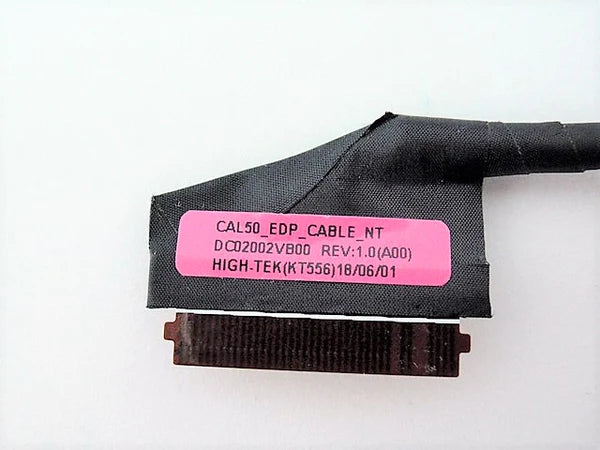 CAL50_EDP_CABLE_NT
DC02002VB00 REV:1.0(A00)
HIGH-TEK(KT556)18/06/01